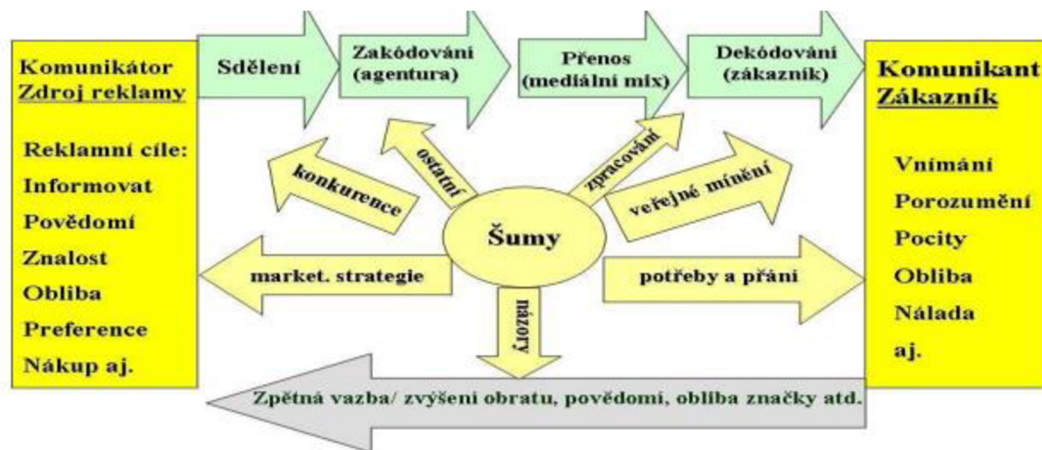 Komunikátor
Zdroj reklamy
Reklamní cíle:
Informovat
Povědomí
Znalost
Obliba
Preference
Nákup aj.
Sdělení
Zakódování
(agentura)
Přenos
(mediální mix)
Dekódování
(zákazník)
Komunikant
Zákazník
Vnímání
Porozumění
Pocity
Obliba
Nálada
aj.
konkurence
ostatní
zpracování
veřejné mínění
Šumy
market. strategie
potřeby a přání
názory
Zpětná vazba/ zvýšení obratu, povědomí, obliba značky atd.